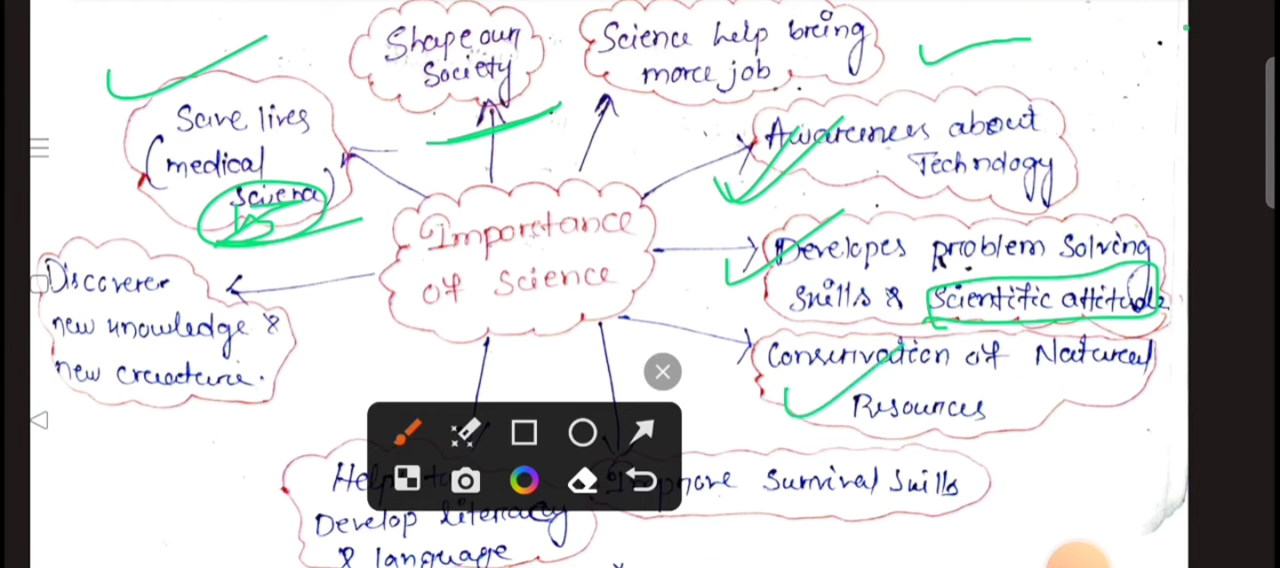 Shape our
Society
Science help breing
more job
Save lives
(medical
Science)
Awareness about
Technology
Importance
of Science
Developes problem Solving
Skills & Scientific attitude
Discoverer
new knowledge &
new creature.
Conservation of Natural
Resources
Help
Improve Survival Skills
Develop literacy
& language